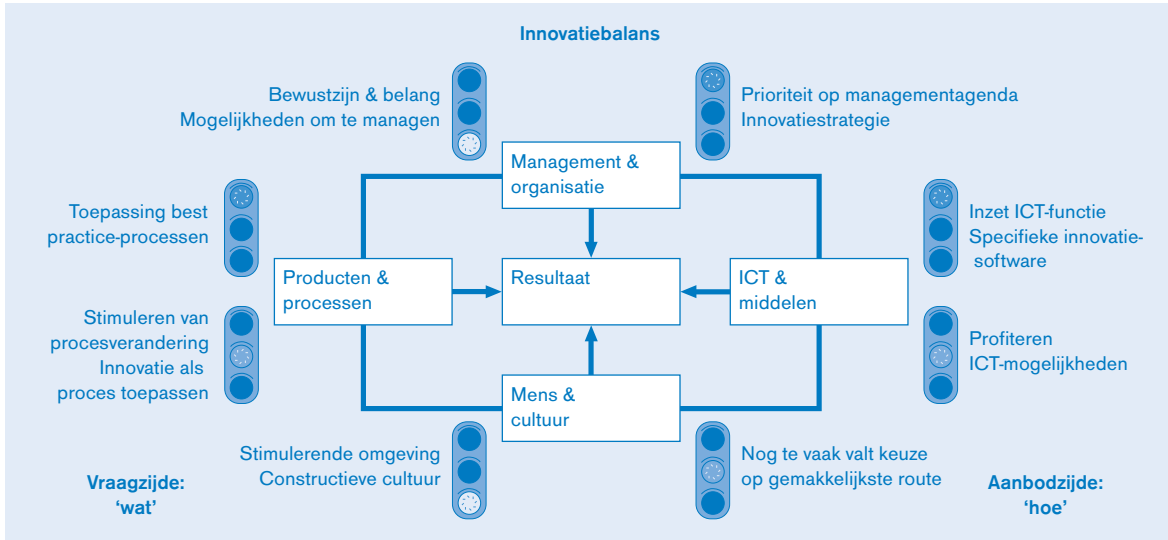 Innovatiebalans
Bewustzijn & belang
Mogelijkheden om te managen
Prioriteit op managementagenda
Innovatiestrategie
Management &
organisatie
Toepassing best
practice-processen
Inzet ICT-functie
Specifieke innovatie-
software
Producten &
processen
Resultaat
ICT &
middelen
Stimuleren van
procesverandering
Innovatie als
proces toepassen
Profiteren
ICT-mogelijkheden
Mens &
cultuur
Stimulerende omgeving
Constructieve cultuur
Nog te vaak valt keuze
op gemakkelijkste route
Vraagzijde:
‘wat’
Aanbodzijde:
‘hoe’